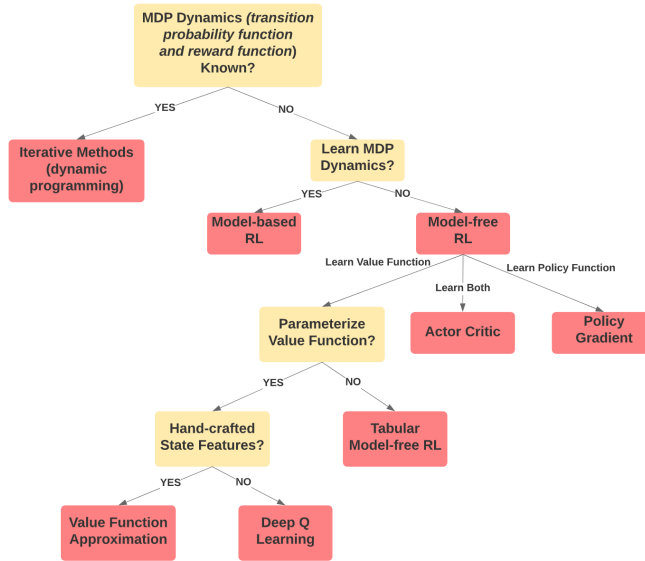 MDP Dynamics (transition
probability function
and reward function)
Known?
YES
NO
Iterative Methods
(dynamic
programming)
Learn MDP
Dynamics?
YES
NO
Model-based
RL
Model-free
RL
Learn Value Function
Learn Both
Learn Policy Function
Parameterize
Value Function?
Actor Critic
Policy
Gradient
YES
NO
Hand-crafted
State Features?
Tabular
Model-free RL
YES
NO
Value Function
Approximation
Deep Q
Learning